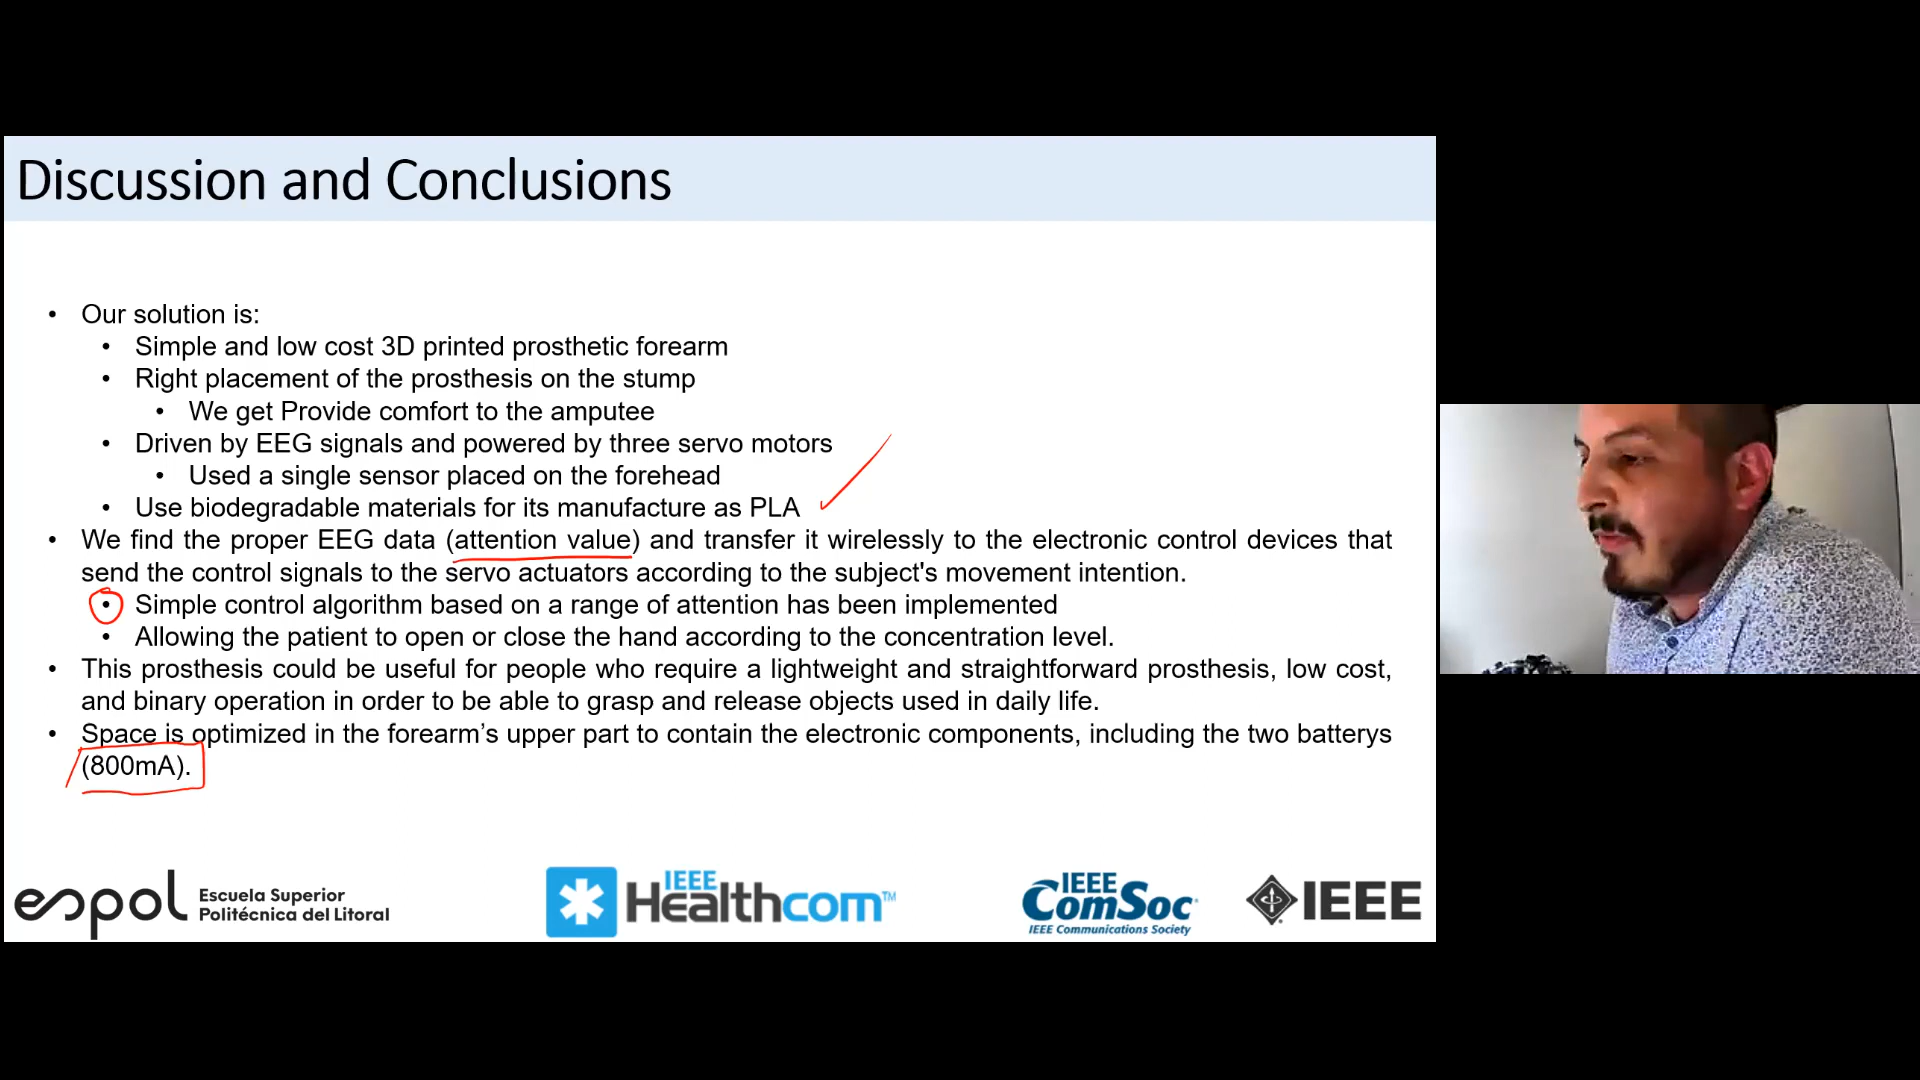 Discussion and Conclusions
• Our solution is:
• Simple and low cost 3D printed prosthetic forearm
• Right placement of the prosthesis on the stump
• We get Provide comfort to the amputee
• Driven by EEG signals and powered by three servo motors
• Used a single sensor placed on the forehead
• Use biodegradable materials for its manufacture as PLA
• We find the proper EEG data (attention value) and transfer it wirelessly to the electronic control devices that
send the control signals to the servo actuators according to the subject's movement intention.
• Simple control algorithm based on a range of attention has been implemented
• Allowing the patient to open or close the hand according to the concentration level.
• This prosthesis could be useful for people who require a lightweight and straightforward prosthesis, low cost,
and binary operation in order to be able to grasp and release objects used in daily life.
• Space is optimized in the forearm’s upper part to contain the electronic components, including the two batterys
(800mA).
espol Escuela Superior
Politécnica del Litoral
IEEE
Healthcom™
IEEE
ComSoc
IEEE Communications Society
IEEE